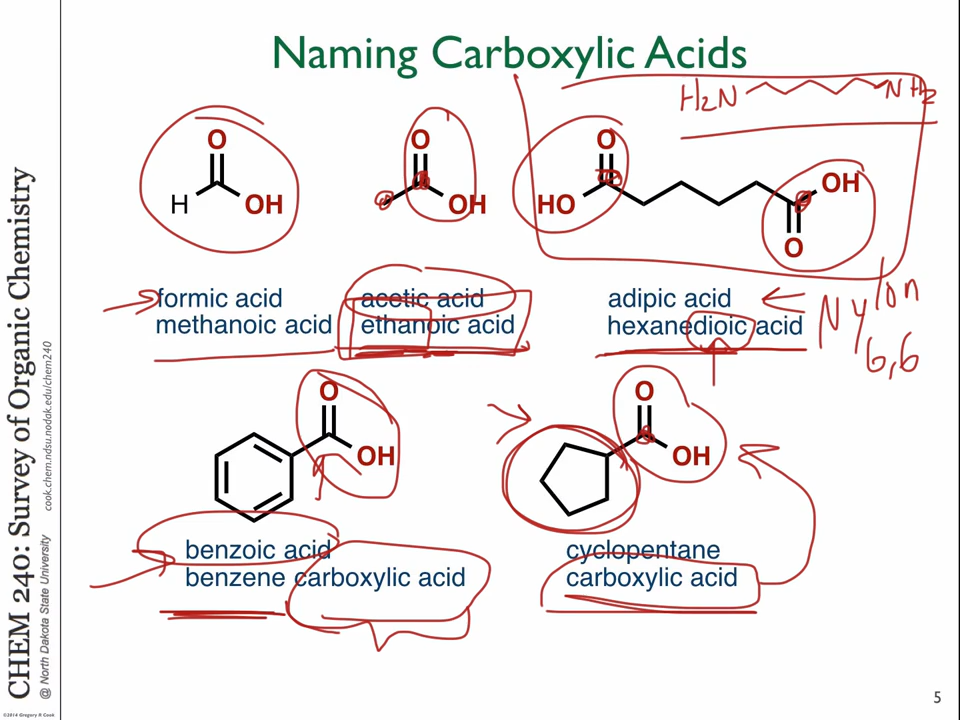 Naming Carboxylic Acids
H2N NH2
O
H OH
O
OH
O
HO
OH
O
formic acid
methanoic acid
acetic acid
ethanoic acid
adipic acid
hexanedioic acid
Nylon
6,6
O
OH
O
OH
benzoic acid
benzene carboxylic acid
cyclopentane
carboxylic acid
CHEM 240: Survey of Organic Chemistry
@ North Dakota State University
cook.chem.ndsu.nodak.edu/chem240
©2014 Gregory R Cook
5